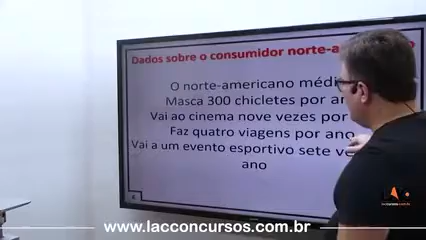 Dados sobre o consumidor norte-a
O norte-americano médi
Masca 300 chicletes por an
Vai ao cinema nove vezes por
Faz quatro viagens por ano
Vai a um evento esportivo sete ve
ano
www.lacconcursos.com.br